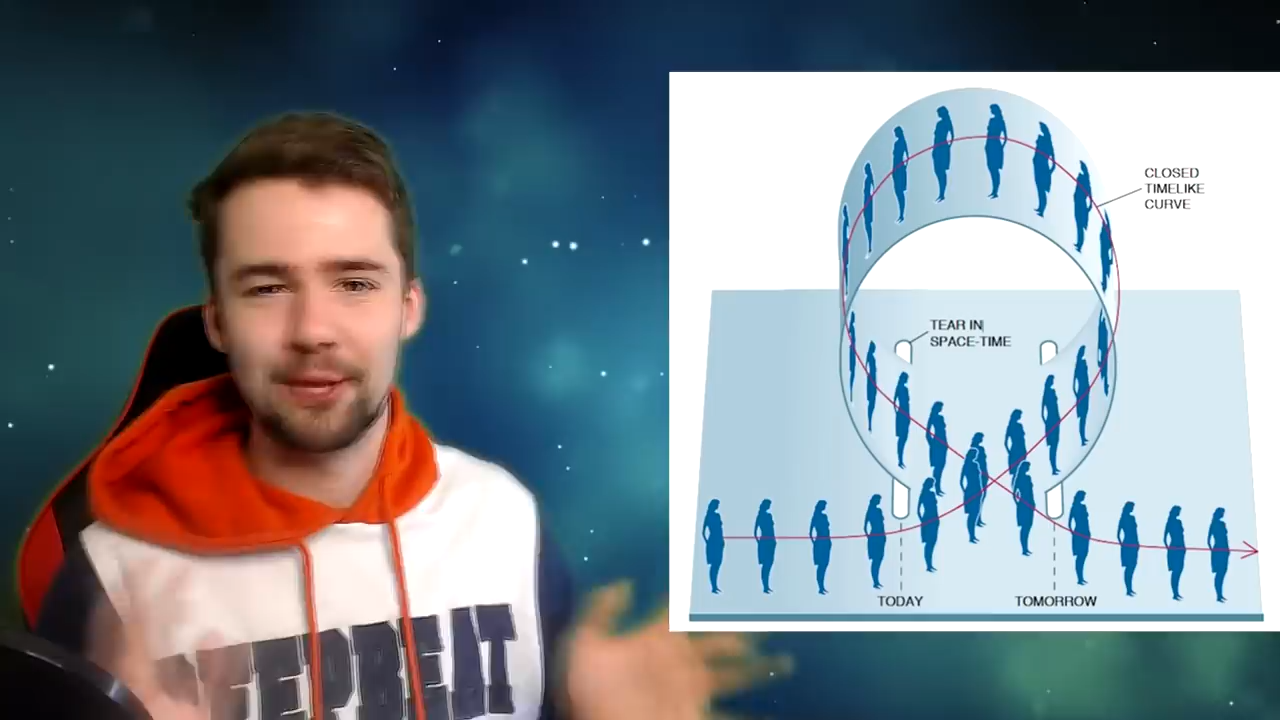 CLOSED
TIMELIKE
CURVE
TEAR IN
SPACE-TIME
TODAY
TOMORROW